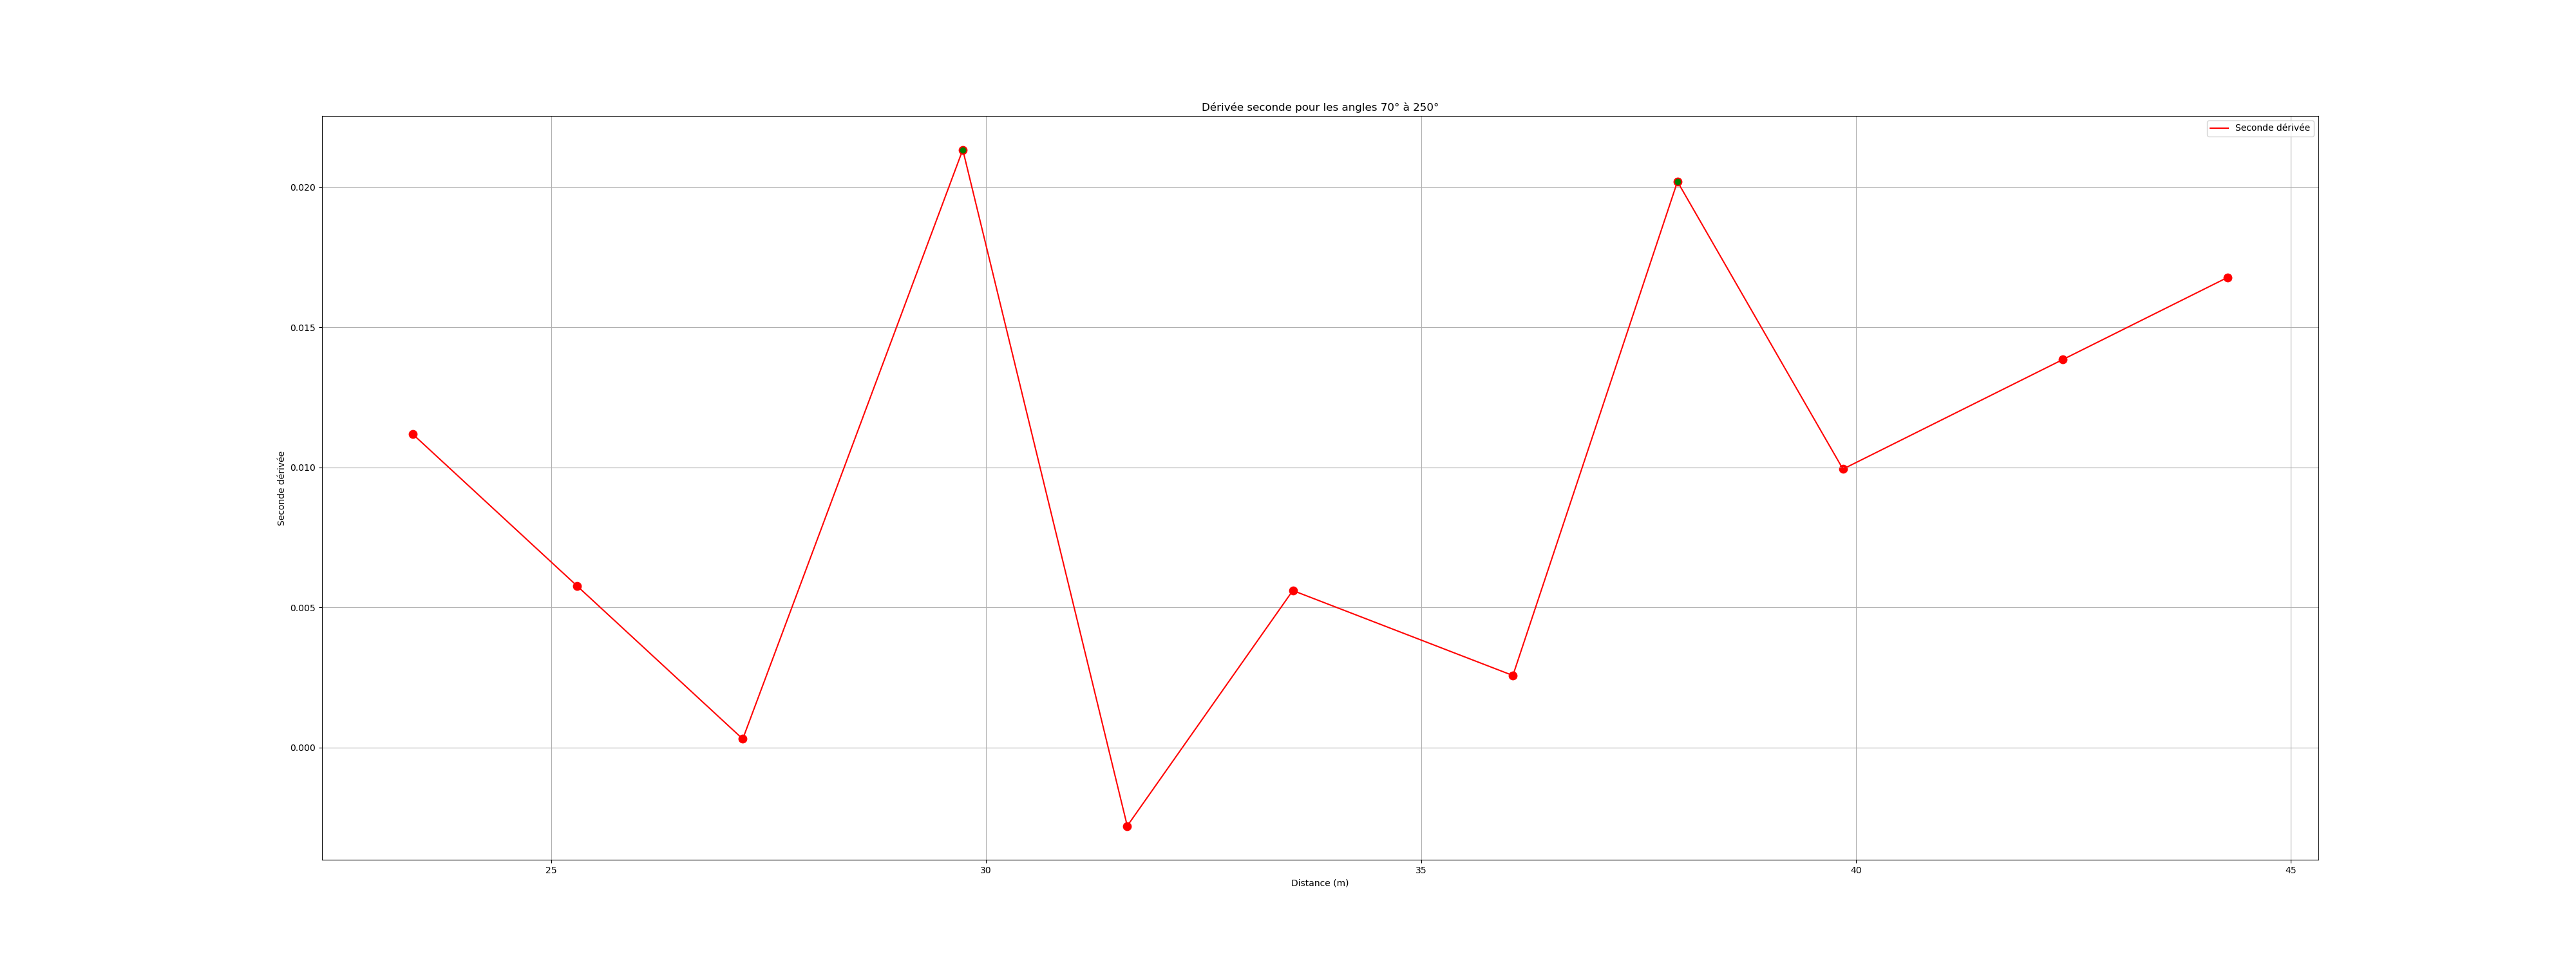 Dérivée seconde pour les angles 70° à 250°
Seconde dérivée
0.020
0.015
0.010
0.005
0.000
Seconde dérivée
25 30 35 40 45
Distance (m)